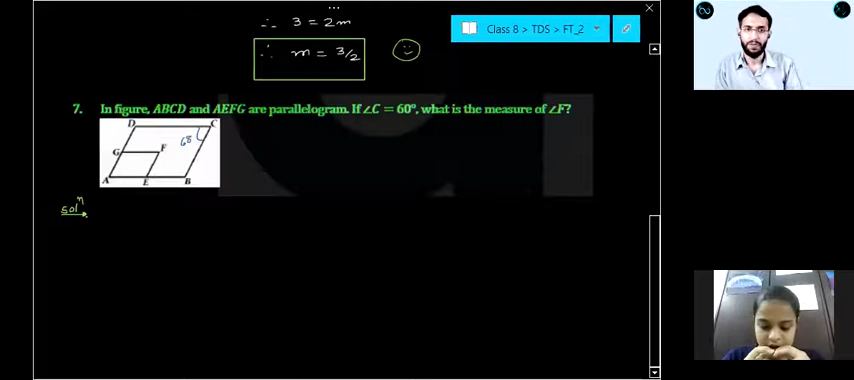 ...
∴ 3 = 2m
∴ m = 3/2
Class 8 > TDS > FT_2
7. In figure, ABCD and AEFG are parallelogram. If ∠C = 60°, what is the measure of ∠F?
D C
G F
A E B
solⁿ